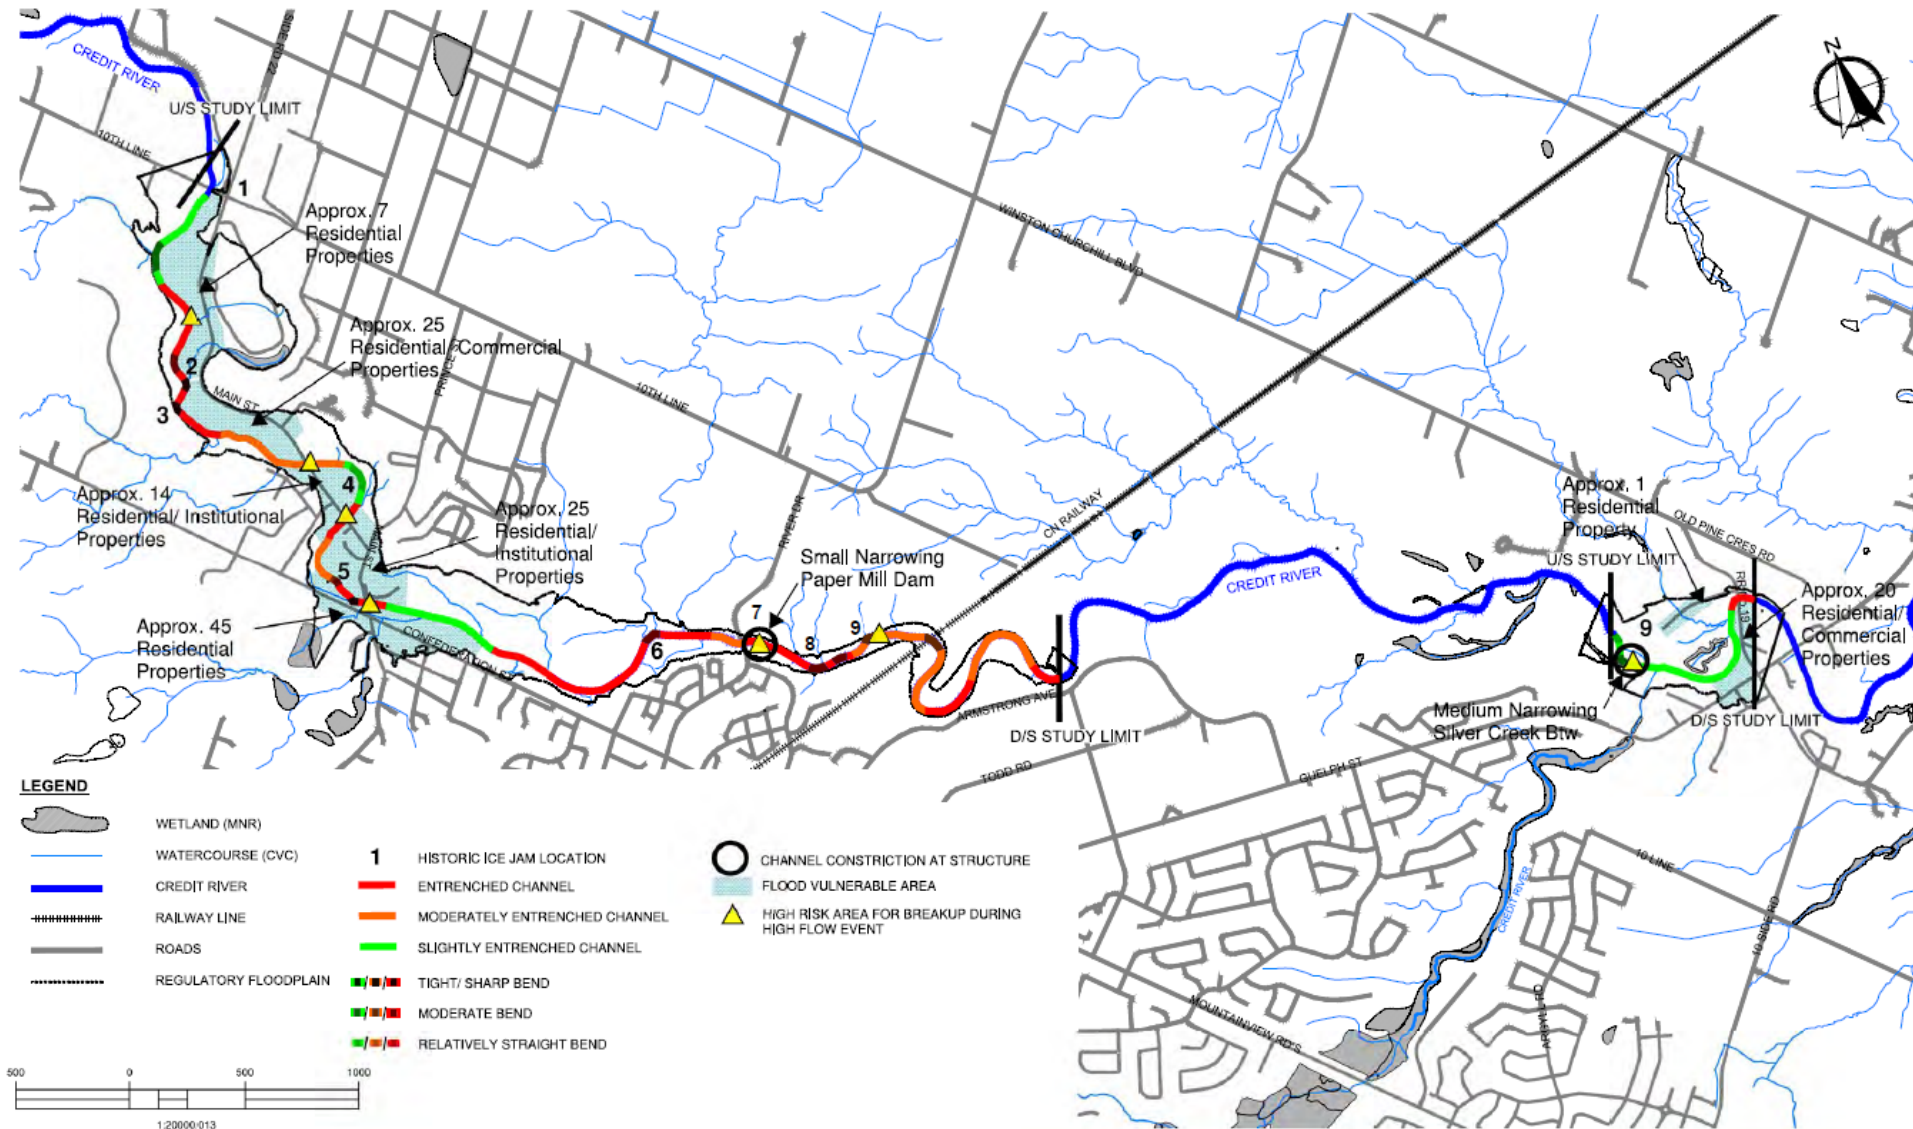 CREDIT RIVER
SIDE RD 22
U/S STUDY LIMIT
10TH LINE
1
Approx. 7
Residential
Properties
N
WINSTON CHURCHILL BLVD
Approx. 25
Residential/Commercial
Properties
2
MAIN ST
3
10TH LINE
4
Approx. 14
Residential/ Institutional
Properties
Approx. 25
Residential/
Institutional
Properties
RIVER DR
CN RAILWAY
Small Narrowing
Paper Mill Dam
5
Approx. 45
Residential
Properties
CONFEDERATION ST
6
7
8
9
ARMSTRONG AVE
D/S STUDY LIMIT
TODD RD
CREDIT RIVER
Approx. 1
Residential
Property
OLD PINE CRES RD
U/S STUDY LIMIT
9
Approx. 20
Residential/
Commercial
Properties
Medium Narrowing
Silver Creek Btw
D/S STUDY LIMIT
GUELPH ST
10 LINE
CREDIT RIVER
10 SIDE RD
MOUNTAINVIEW RD S
ARGYLL RD
LEGEND
WETLAND (MNR)
WATERCOURSE (CVC)
CREDIT RIVER
RAILWAY LINE
ROADS
REGULATORY FLOODPLAIN
1 HISTORIC ICE JAM LOCATION
ENTRENCHED CHANNEL
MODERATELY ENTRENCHED CHANNEL
SLIGHTLY ENTRENCHED CHANNEL
TIGHT/ SHARP BEND
MODERATE BEND
RELATIVELY STRAIGHT BEND
CHANNEL CONSTRICTION AT STRUCTURE
FLOOD VULNERABLE AREA
HIGH RISK AREA FOR BREAKUP DURING
HIGH FLOW EVENT
500 0 500 1000
1:20000.013